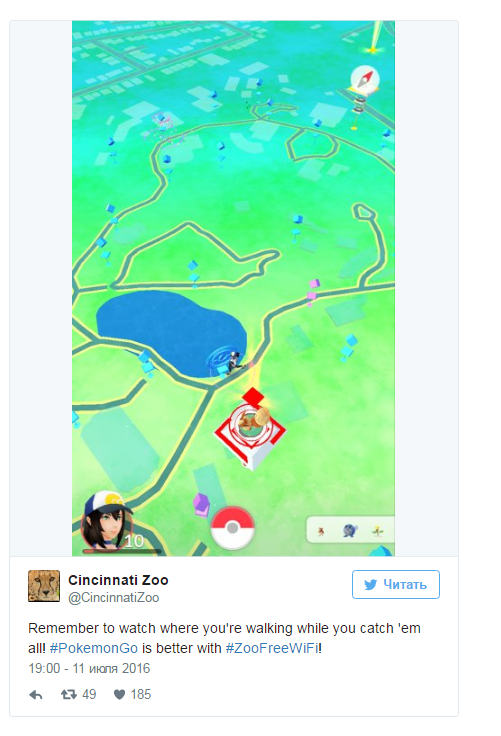 10
Cincinnati Zoo
@CincinnatiZoo
Читать
Remember to watch where you're walking while you catch 'em
all! #PokemonGo is better with #ZooFreeWiFi!
19:00 - 11 июля 2016
49
185